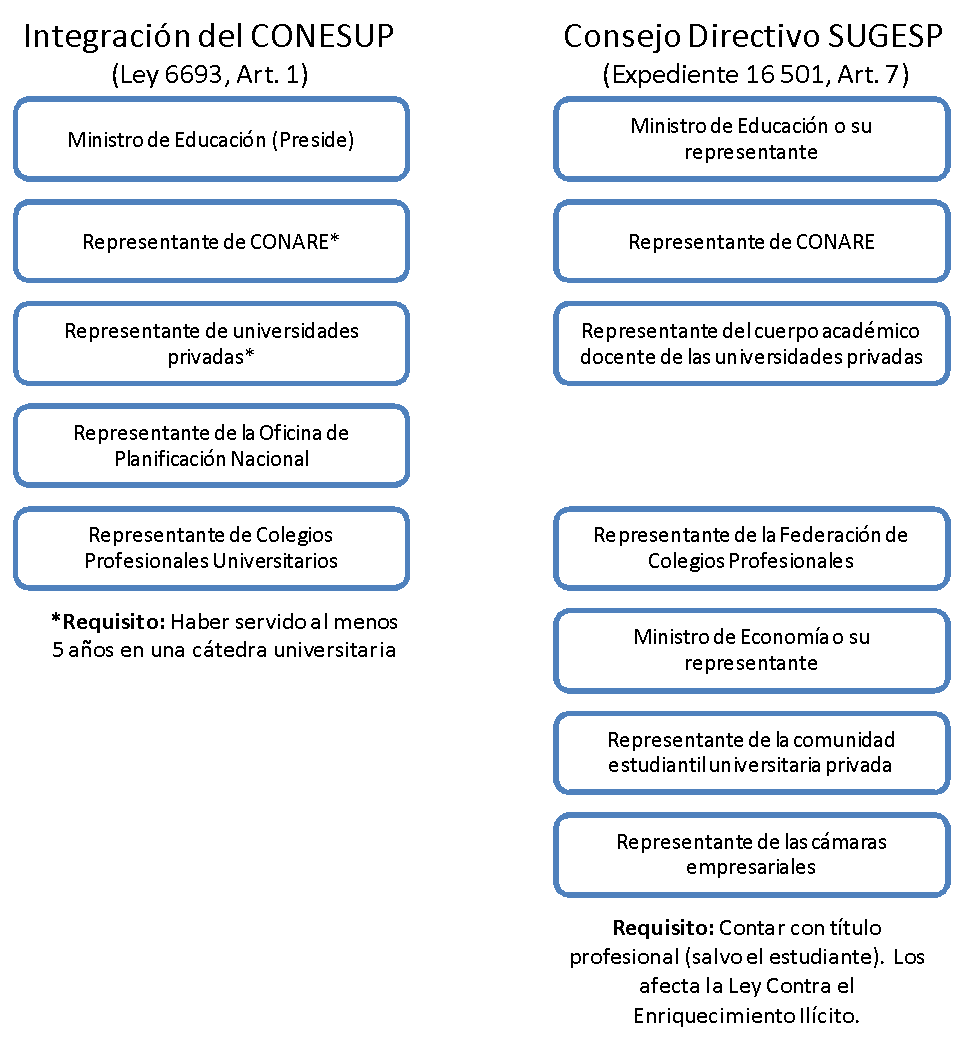 Integración del CONESUP
(Ley 6693, Art. 1)
Ministro de Educación (Preside)
Representante de CONARE*
Representante de universidades
privadas*
Representante de la Oficina de
Planificación Nacional
Representante de Colegios
Profesionales Universitarios
*Requisito: Haber servido al menos
5 años en una cátedra universitaria
Consejo Directivo SUGESP
(Expediente 16 501, Art. 7)
Ministro de Educación o su
representante
Representante de CONARE
Representante del cuerpo académico
docente de las universidades privadas
Representante de la Federación de
Colegios Profesionales
Ministro de Economía o su
representante
Representante de la comunidad
estudiantil universitaria privada
Representante de las cámaras
empresariales
Requisito: Contar con título
profesional (salvo el estudiante). Los
afecta la Ley Contra el
Enriquecimiento Ilícito.